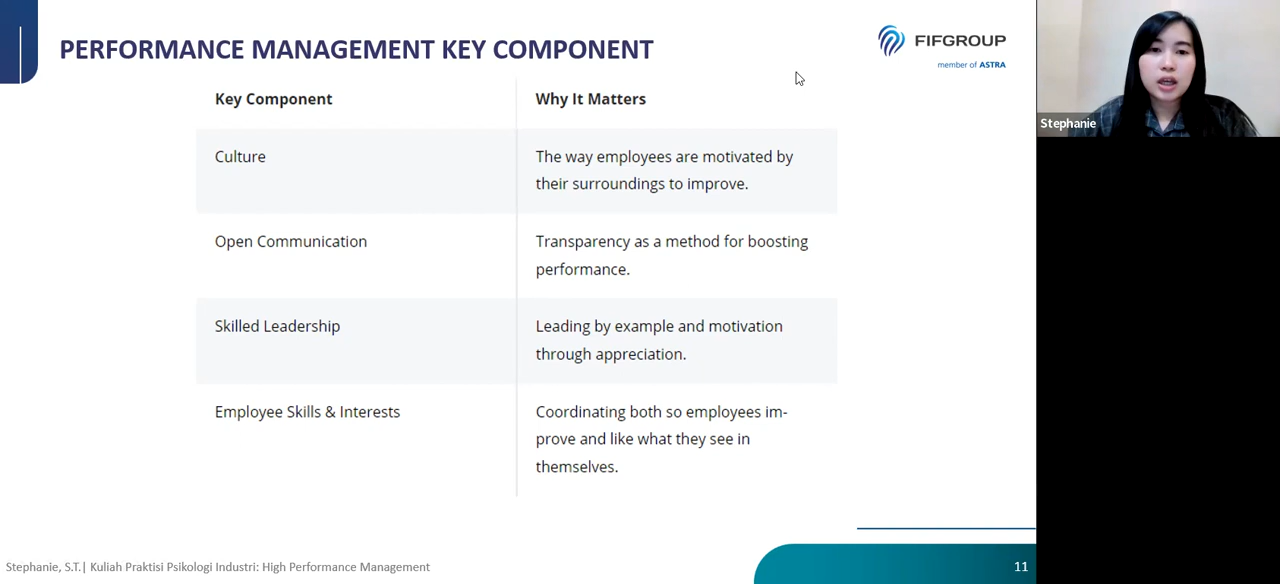 PERFORMANCE MANAGEMENT KEY COMPONENT
FIFGROUP
member of ASTRA
Stephanie
Key Component
Why It Matters
Culture
The way employees are motivated by
their surroundings to improve.
Open Communication
Transparency as a method for boosting
performance.
Skilled Leadership
Leading by example and motivation
through appreciation.
Employee Skills & Interests
Coordinating both so employees im-
prove and like what they see in
themselves.
Stephanie, S.T.| Kuliah Praktisi Psikologi Industri: High Performance Management
11